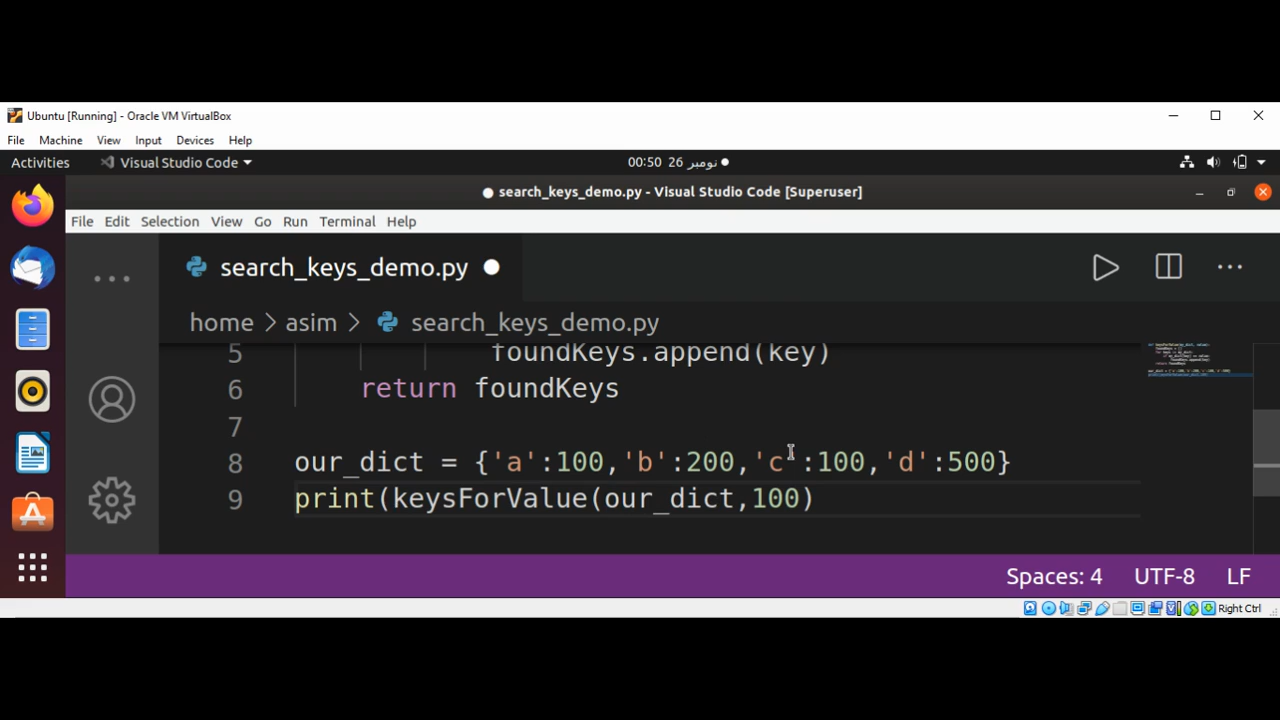 Ubuntu [Running] - Oracle VM VirtualBox
File Machine View Input Devices Help
Activities Visual Studio Code 00:50 26 نومبر
● search_keys_demo.py - Visual Studio Code [Superuser]
File Edit Selection View Go Run Terminal Help
search_keys_demo.py
home > asim > search_keys_demo.py
5 foundKeys.append(key)
6 return foundKeys
7
8 our_dict = {'a':100,'b':200,'c':100,'d':500}
9 print(keysForValue(our_dict,100)
Spaces: 4 UTF-8 LF
Right Ctrl